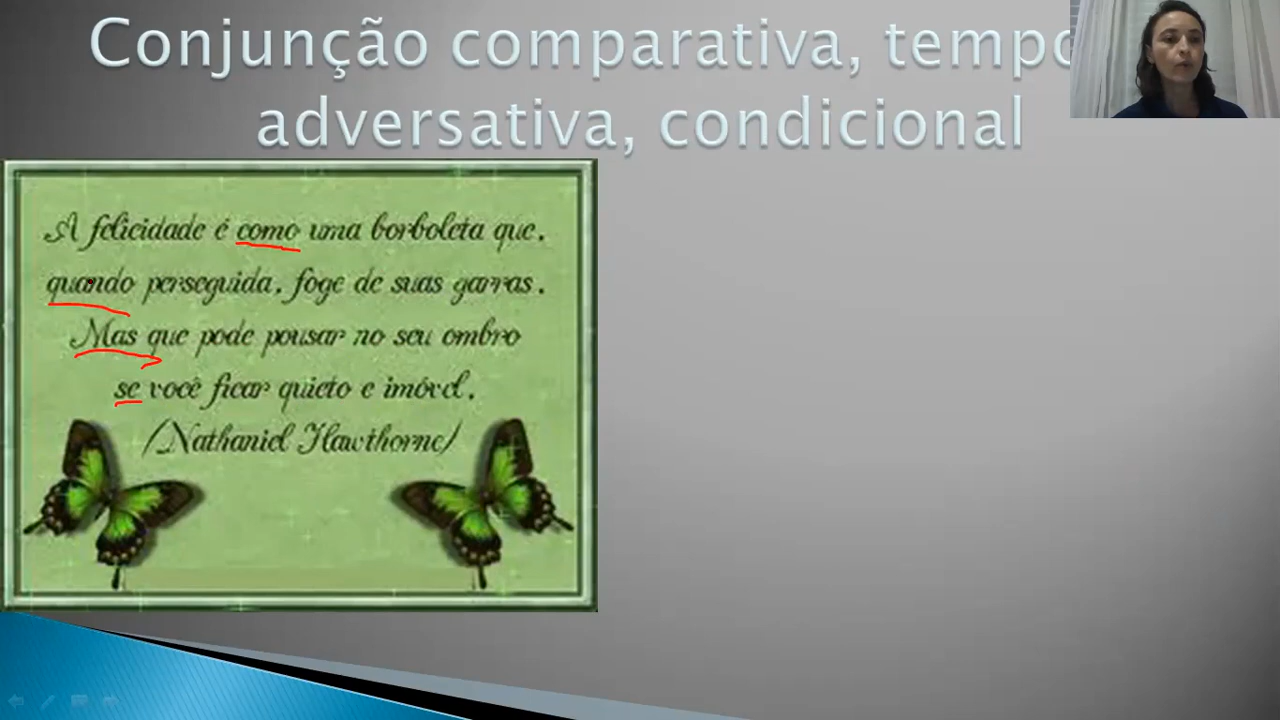 Conjunção comparativa, tempo
adversativa, condicional
A felicidade é como uma borboleta que,
quando perseguida, foge de suas garras.
Mas que pode pousar no seu ombro
se você ficar quieto e imóvel.
(Nathaniel Hawthorne)